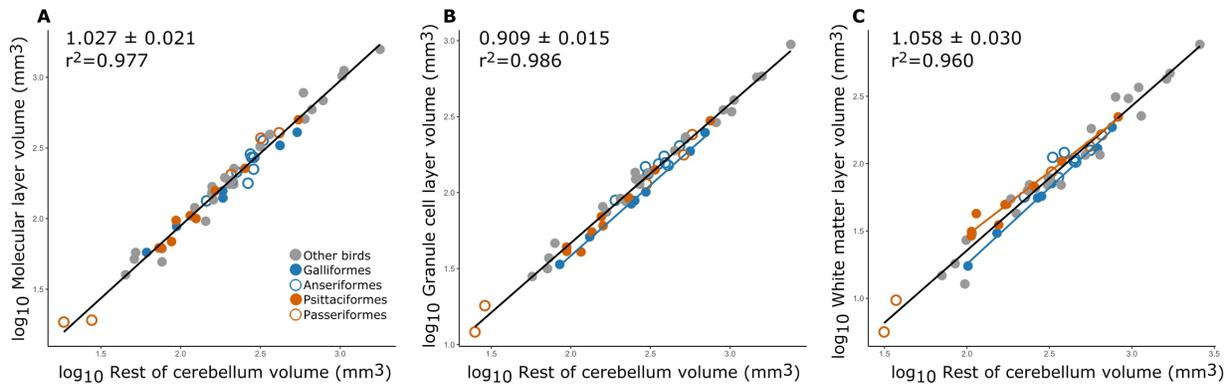 A
1.027 ± 0.021
r2=0.977
log10 Molecular layer volume (mm3)
3.0
2.5
2.0
1.5
Other birds
Galliformes
Anseriformes
Psittaciformes
Passeriformes
1.5 2.0 2.5 3.0
log10 Rest of cerebellum volume (mm3)
B
0.909 ± 0.015
r2=0.986
log10 Granule cell layer volume (mm3)
3.0
2.5
2.0
1.5
1.0
1.5 2.0 2.5 3.0 3.5
log10 Rest of cerebellum volume (mm3)
C
1.058 ± 0.030
r2=0.960
log10 White matter layer volume (mm3)
2.5
2.0
1.5
1.0
1.5 2.0 2.5 3.0 3.5
log10 Rest of cerebellum volume (mm3)